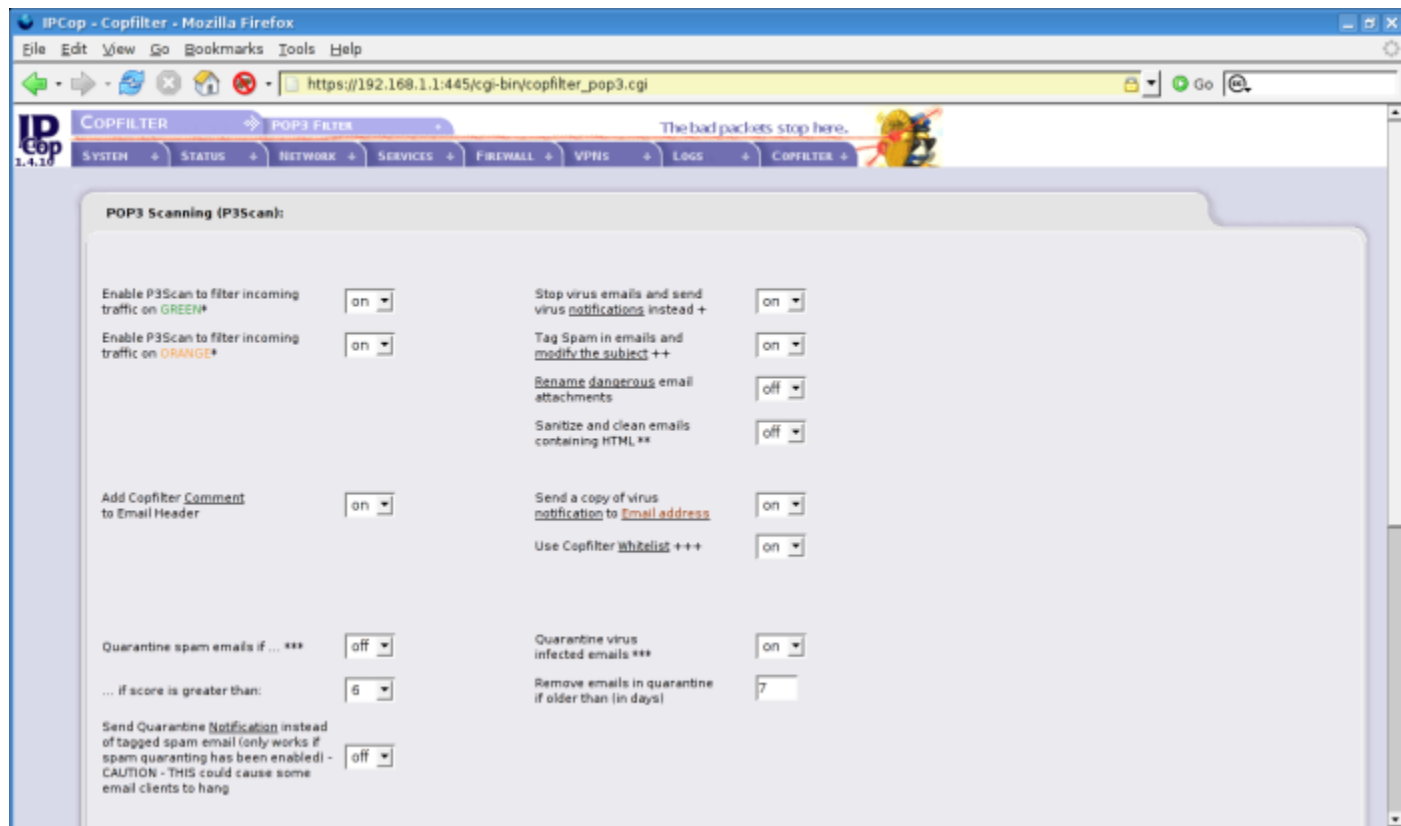 IPCop - Copfilter - Mozilla Firefox
File Edit View Go Bookmarks Tools Help
https://192.168.1.1:445/cgi-bin/copfilter_pop3.cgi
Go
COPFILTER
POP3 FILTER
The bad packets stop here.
IP
cop
SYSTEM STATUS NETWORK SERVICES FIREWALL VPNS LOGS COPFILTER
POP3 Scanning (P3Scan):
Enable P3Scan to filter incoming
traffic on GREEN*
on
Stop virus emails and send
virus notifications instead +
on
Enable P3Scan to filter incoming
traffic on ORANGE*
on
Tag Spam in emails and
modify the subject ++
on
Rename dangerous email
attachments
off
Sanitize and clean emails
containing HTML **
off
Add Copfilter Comment
to Email Header
on
Send a copy of virus
notification to Email address
on
Use Copfilter Whitelist +++
on
Quarantine spam emails if ... ***
off
Quarantine virus
infected emails ***
on
... if score is greater than:
6
Remove emails in quarantine
if older than (in days)
7
Send Quarantine Notification instead
of tagged spam email (only works if
spam quaranting has been enabled) -
CAUTION - THIS could cause some
email clients to hang
off